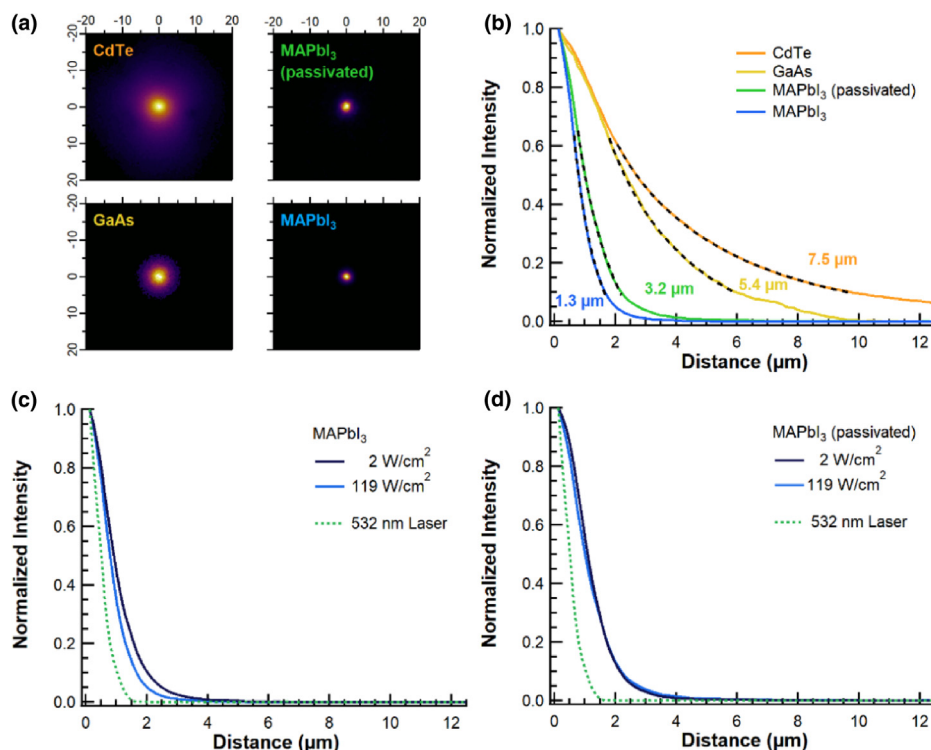 (a)
-20 -10 0 10 20
-20 -10 0 10 20
CdTe
-20
-10
0
10
20
MAPbI₃
(passivated)
GaAs
-20
-10
0
10
20
MAPbI₃
(b)
Normalized Intensity
1.0
0.8
0.6
0.4
0.2
0.0
CdTe
GaAs
MAPbI₃ (passivated)
MAPbI₃
1.3 µm
3.2 µm
5.4 µm
7.5 µm
0 2 4 6 8 10 12
Distance (µm)
(c)
Normalized Intensity
1.0
0.8
0.6
0.4
0.2
0.0
MAPbI₃
2 W/cm²
119 W/cm²
532 nm Laser
0 2 4 6 8 10 12
Distance (µm)
(d)
Normalized Intensity
1.0
0.8
0.6
0.4
0.2
0.0
MAPbI₃ (passivated)
2 W/cm²
119 W/cm²
532 nm Laser
0 2 4 6 8 10 12
Distance (µm)